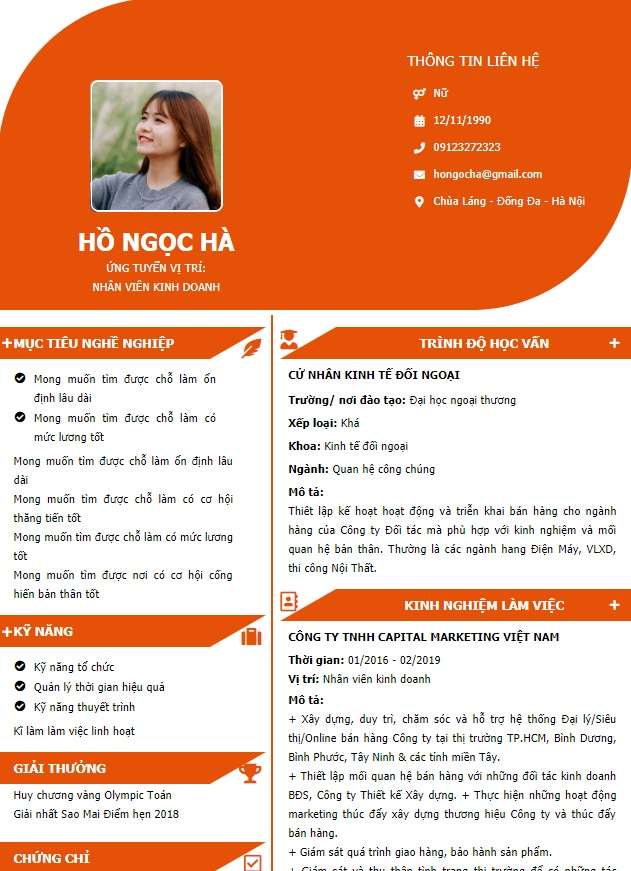 THÔNG TIN LIÊN HỆ
Nữ
12/11/1990
09123272323
hongocha@gmail.com
Chùa Láng - Đống Đa - Hà Nội
HỒ NGỌC HÀ
ỨNG TUYỂN VỊ TRÍ:
NHÂN VIÊN KINH DOANH
+MỤC TIÊU NGHỀ NGHIỆP
Mong muốn tìm được chỗ làm ổn
định lâu dài
Mong muốn tìm được chỗ làm có
mức lương tốt
Mong muốn tìm được chỗ làm ổn định lâu
dài
Mong muốn tìm được chỗ làm có cơ hội
thăng tiến tốt
Mong muốn tìm được chỗ làm có mức lương
tốt
Mong muốn tìm được nơi có cơ hội cống
hiến bản thân tốt
+KỸ NĂNG
Kỹ năng tổ chức
Quản lý thời gian hiệu quả
Kỹ năng thuyết trình
Kĩ làm làm việc linh hoạt
GIẢI THƯỞNG
Huy chương vàng Olympic Toán
Giải nhất Sao Mai Điểm hẹn 2018
CHỨNG CHỈ
TRÌNH ĐỘ HỌC VẤN +
CỬ NHÂN KINH TẾ ĐỐI NGOẠI
Trường/ nơi đào tạo: Đại học ngoại thương
Xếp loại: Khá
Khoa: Kinh tế đối ngoại
Ngành: Quan hệ công chúng
Mô tả:
Thiêt lập kế hoạt hoạt động và triễn khai bán hàng cho ngành
hàng của Công ty Đối tác mà phù hợp với kinh nghiệm và mối
quan hệ bản thân. Thường là các ngành hang Điện Máy, VLXD,
thi công Nội Thất.
KINH NGHIỆM LÀM VIỆC +
CÔNG TY TNHH CAPITAL MARKETING VIỆT NAM
Thời gian: 01/2016 - 02/2019
Vị trí: Nhân viên kinh doanh
Mô tả:
+ Xây dựng, duy trì, chăm sóc và hỗ trợ hệ thống Đại lý/Siêu
thị/Online bán hàng Công ty tại thị trường TP.HCM, Bình Dương,
Bình Phước, Tây Ninh & các tỉnh miền Tây.
+ Thiết lập mối quan hệ bán hàng với những đối tác kinh doanh
BĐS, Công ty Thiết kế Xây dựng. + Thực hiện những hoạt động
marketing thúc đẩy xây dựng thương hiệu Công ty và thúc đẩy
bán hàng.
+ Giám sát quá trình giao hàng, bảo hành sản phẩm.
+ Giám sát và thu thập tình trạng thị trường để có những tác